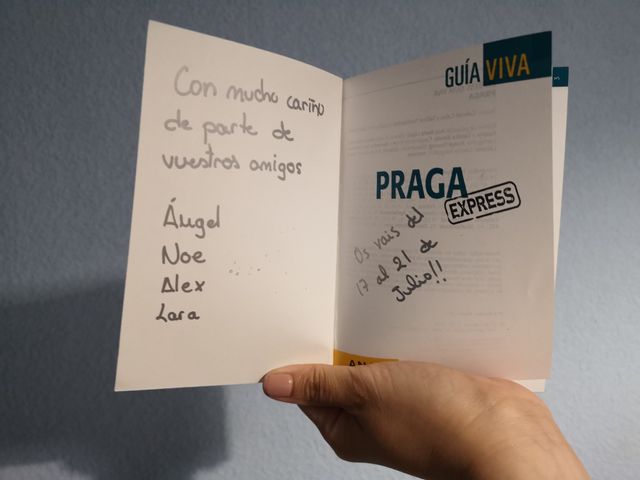 Con mucho cariño
de parte de
vuestros amigos
Ángel
Noe
Alex
Lara
GUÍA VIVA
PRAGA
EXPRESS
Os vais del
17 al 21 de
Julio!!